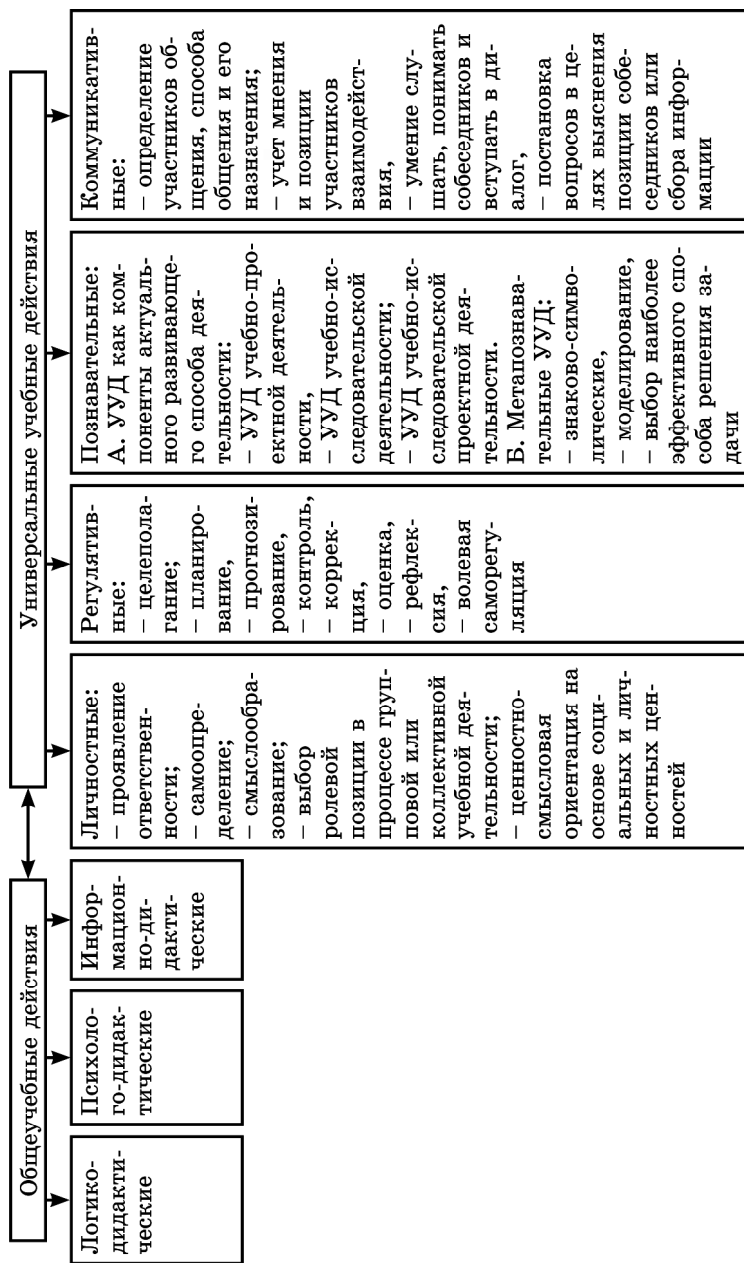 Общеучебные действия
Универсальные учебные действия
Логико-
дидакти-
ческие
Психоло-
го-дидак-
тические
Инфор-
мацион-
но-ди-
дакти-
ческие
Личностные:
– проявление
ответствен-
ности;
– самоопре-
деление;
– смыслообра-
зование;
– выбор
ролевой
позиции в
процессе груп-
повой или
коллективной
учебной дея-
тельности;
– ценностно-
смысловая
ориентация на
основе соци-
альных и лич-
ностных цен-
ностей
Регулятив-
ные:
– целепола-
гание;
– планиро-
вание,
– прогнози-
рование,
– контроль,
– коррек-
ция,
– оценка,
– рефлек-
сия,
– волевая
саморегу-
ляция
Познавательные:
А. УУД как ком-
поненты актуаль-
ного развивающе-
го способа дея-
тельности:
– УУД учебно-про-
ектной деятель-
ности,
– УУД учебно-ис-
следовательской
деятельности;
– УУД учебно-ис-
следовательской
проектной дея-
тельности.
Б. Метапознава-
тельные УУД:
– знаково-симво-
лические,
– моделирование,
– выбор наиболее
эффективного спо-
соба решения за-
дачи
Коммуникатив-
ные:
– определение
участников об-
щения, способа
общения и его
назначения;
– учет мнения
и позиции
участников
взаимодейст-
вия,
– умение слу-
шать, понимать
собеседников и
вступать в ди-
алог,
– постановка
вопросов в це-
лях выяснения
позиции собе-
седников или
сбора инфор-
мации